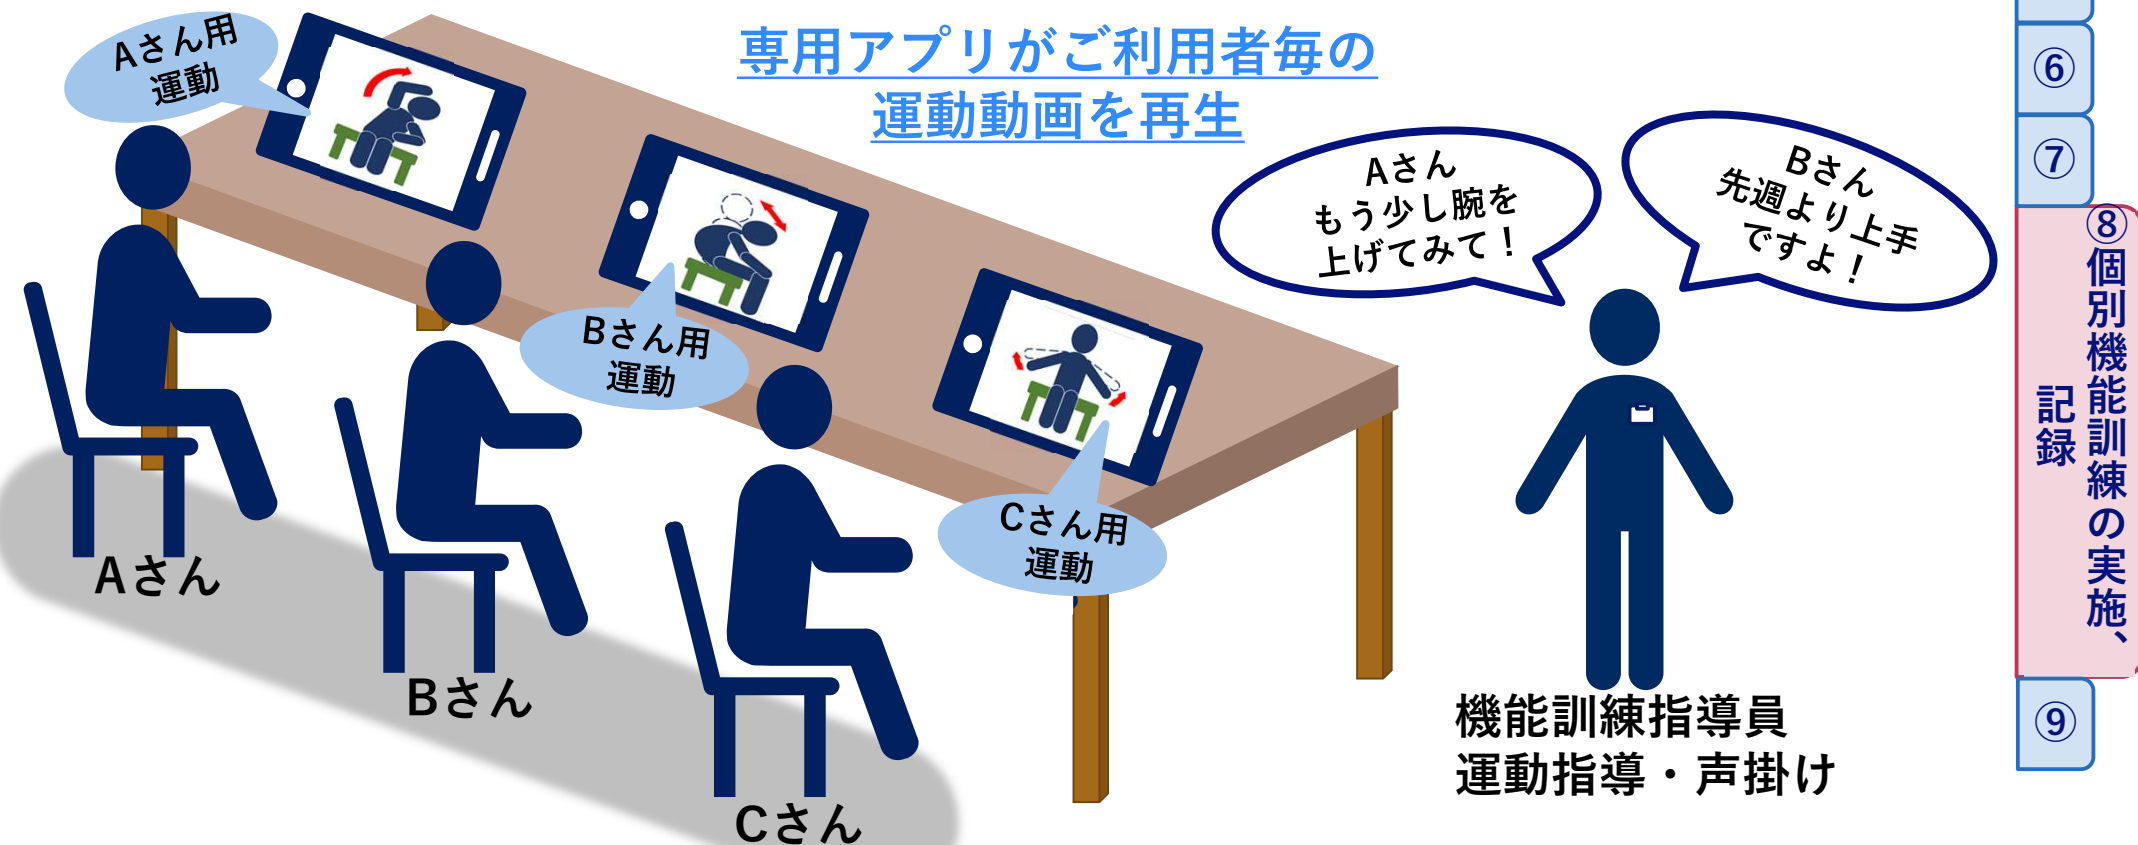 専用アプリがご利用者毎の
運動動画を再生
Aさん用
運動
Bさん用
運動
Cさん用
運動
Aさん
もう少し腕を
上げてみて！
Bさん
先週より上手
ですよ！
Aさん
Bさん
Cさん
機能訓練指導員
運動指導・声掛け
⑥
⑦
⑧個別機能訓練の実施、
記録
⑨